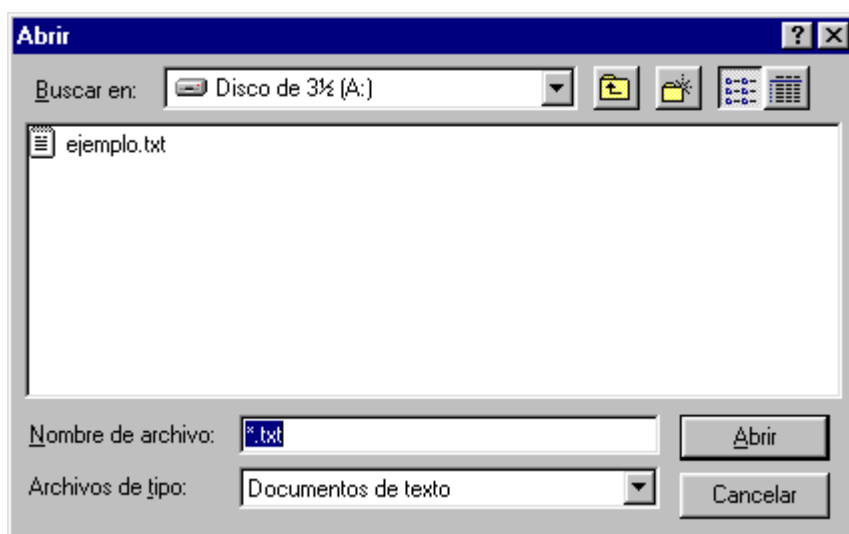 Abrir
Buscar en: Disco de 3½ (A:)
ejemplo.txt
Nombre de archivo: *.txt Abrir
Archivos de tipo: Documentos de texto Cancelar